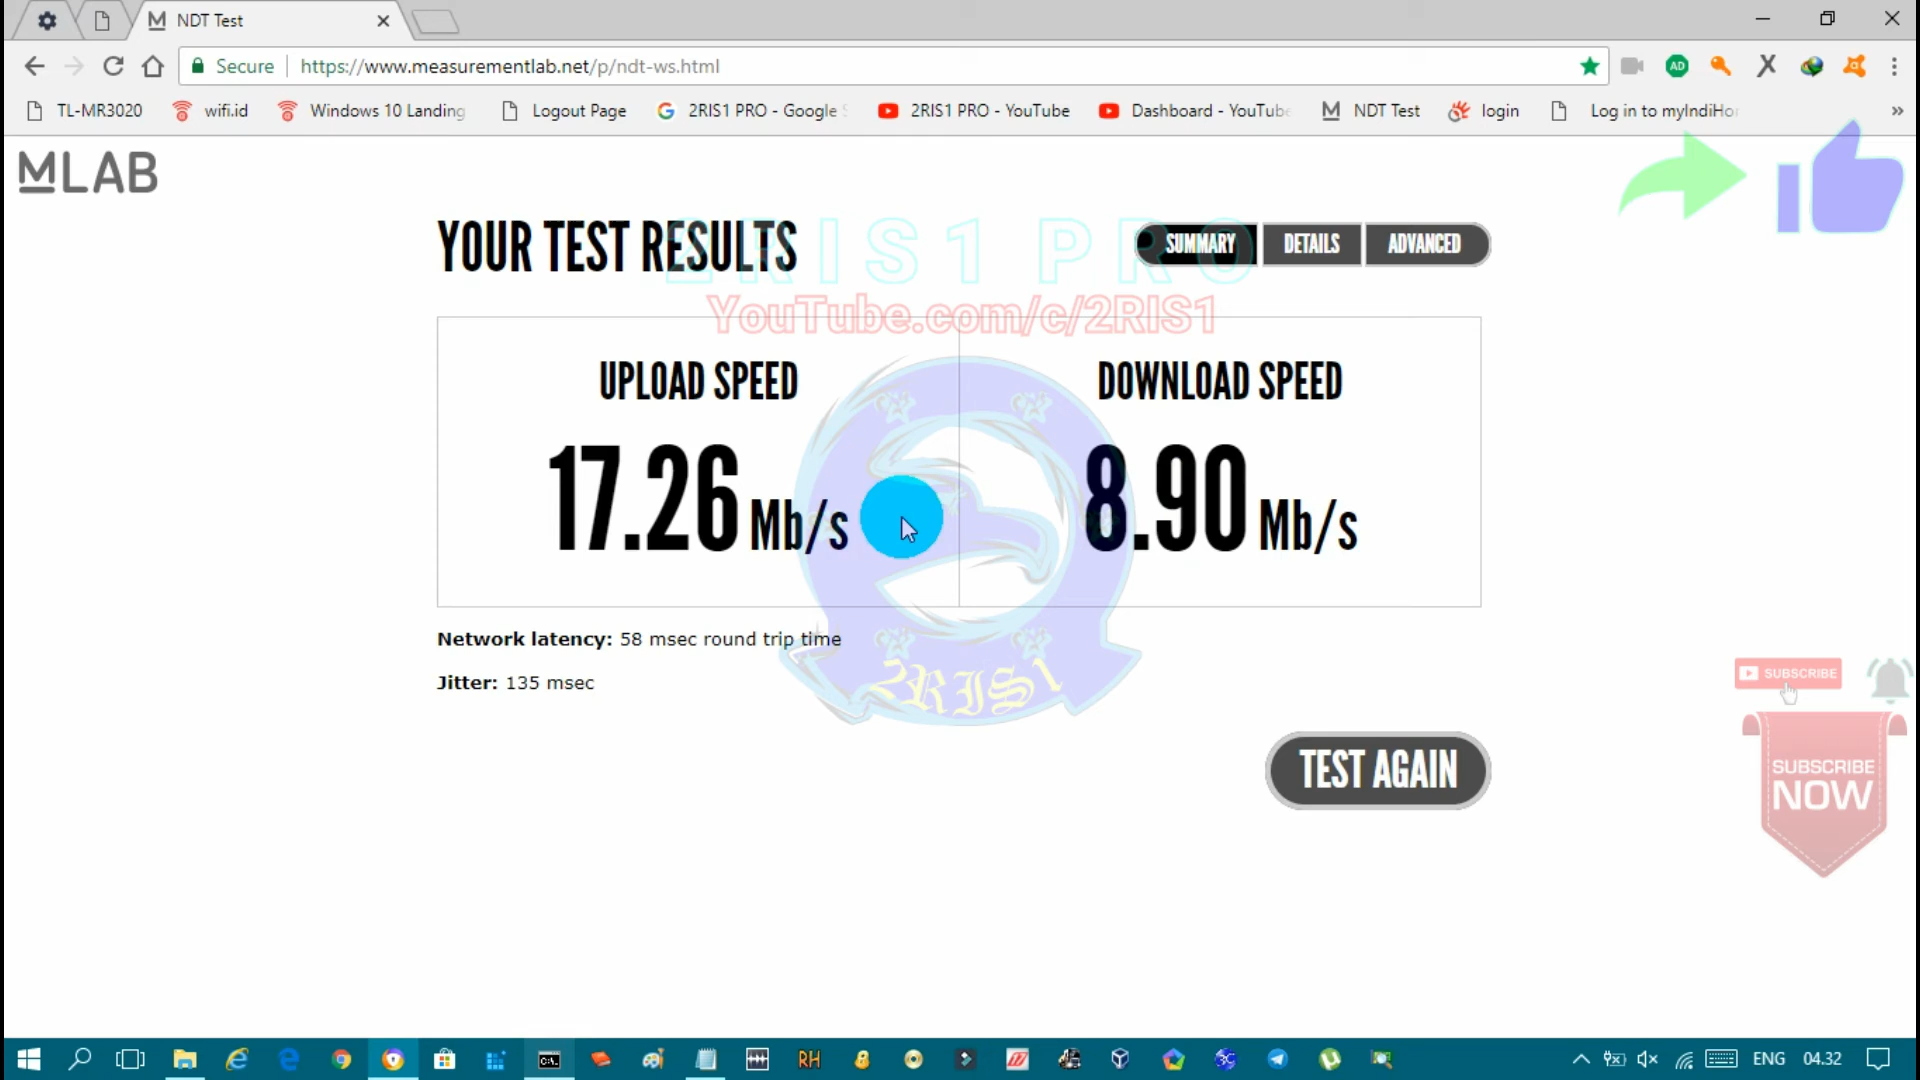 NDT Test
Secure https://www.measurementlab.net/p/ndt-ws.html
AD
TL-MR3020 wifi.id Windows 10 Landing Logout Page 2RIS1 PRO - Google S 2RIS1 PRO - YouTube Dashboard - YouTube NDT Test login Log in to myIndiHo »
MLAB
YOUR TEST RESULTS
2RIS1 PRO
SUMMARY DETAILS ADVANCED
YouTube.com/c/2RIS1
UPLOAD SPEED DOWNLOAD SPEED
17.26 Mb/s 8.90 Mb/s
Network latency: 58 msec round trip time
Jitter: 135 msec
2RIS1
SUBSCRIBE
TEST AGAIN
SUBSCRIBE
NOW
C:\_
RH
ENG 04.32